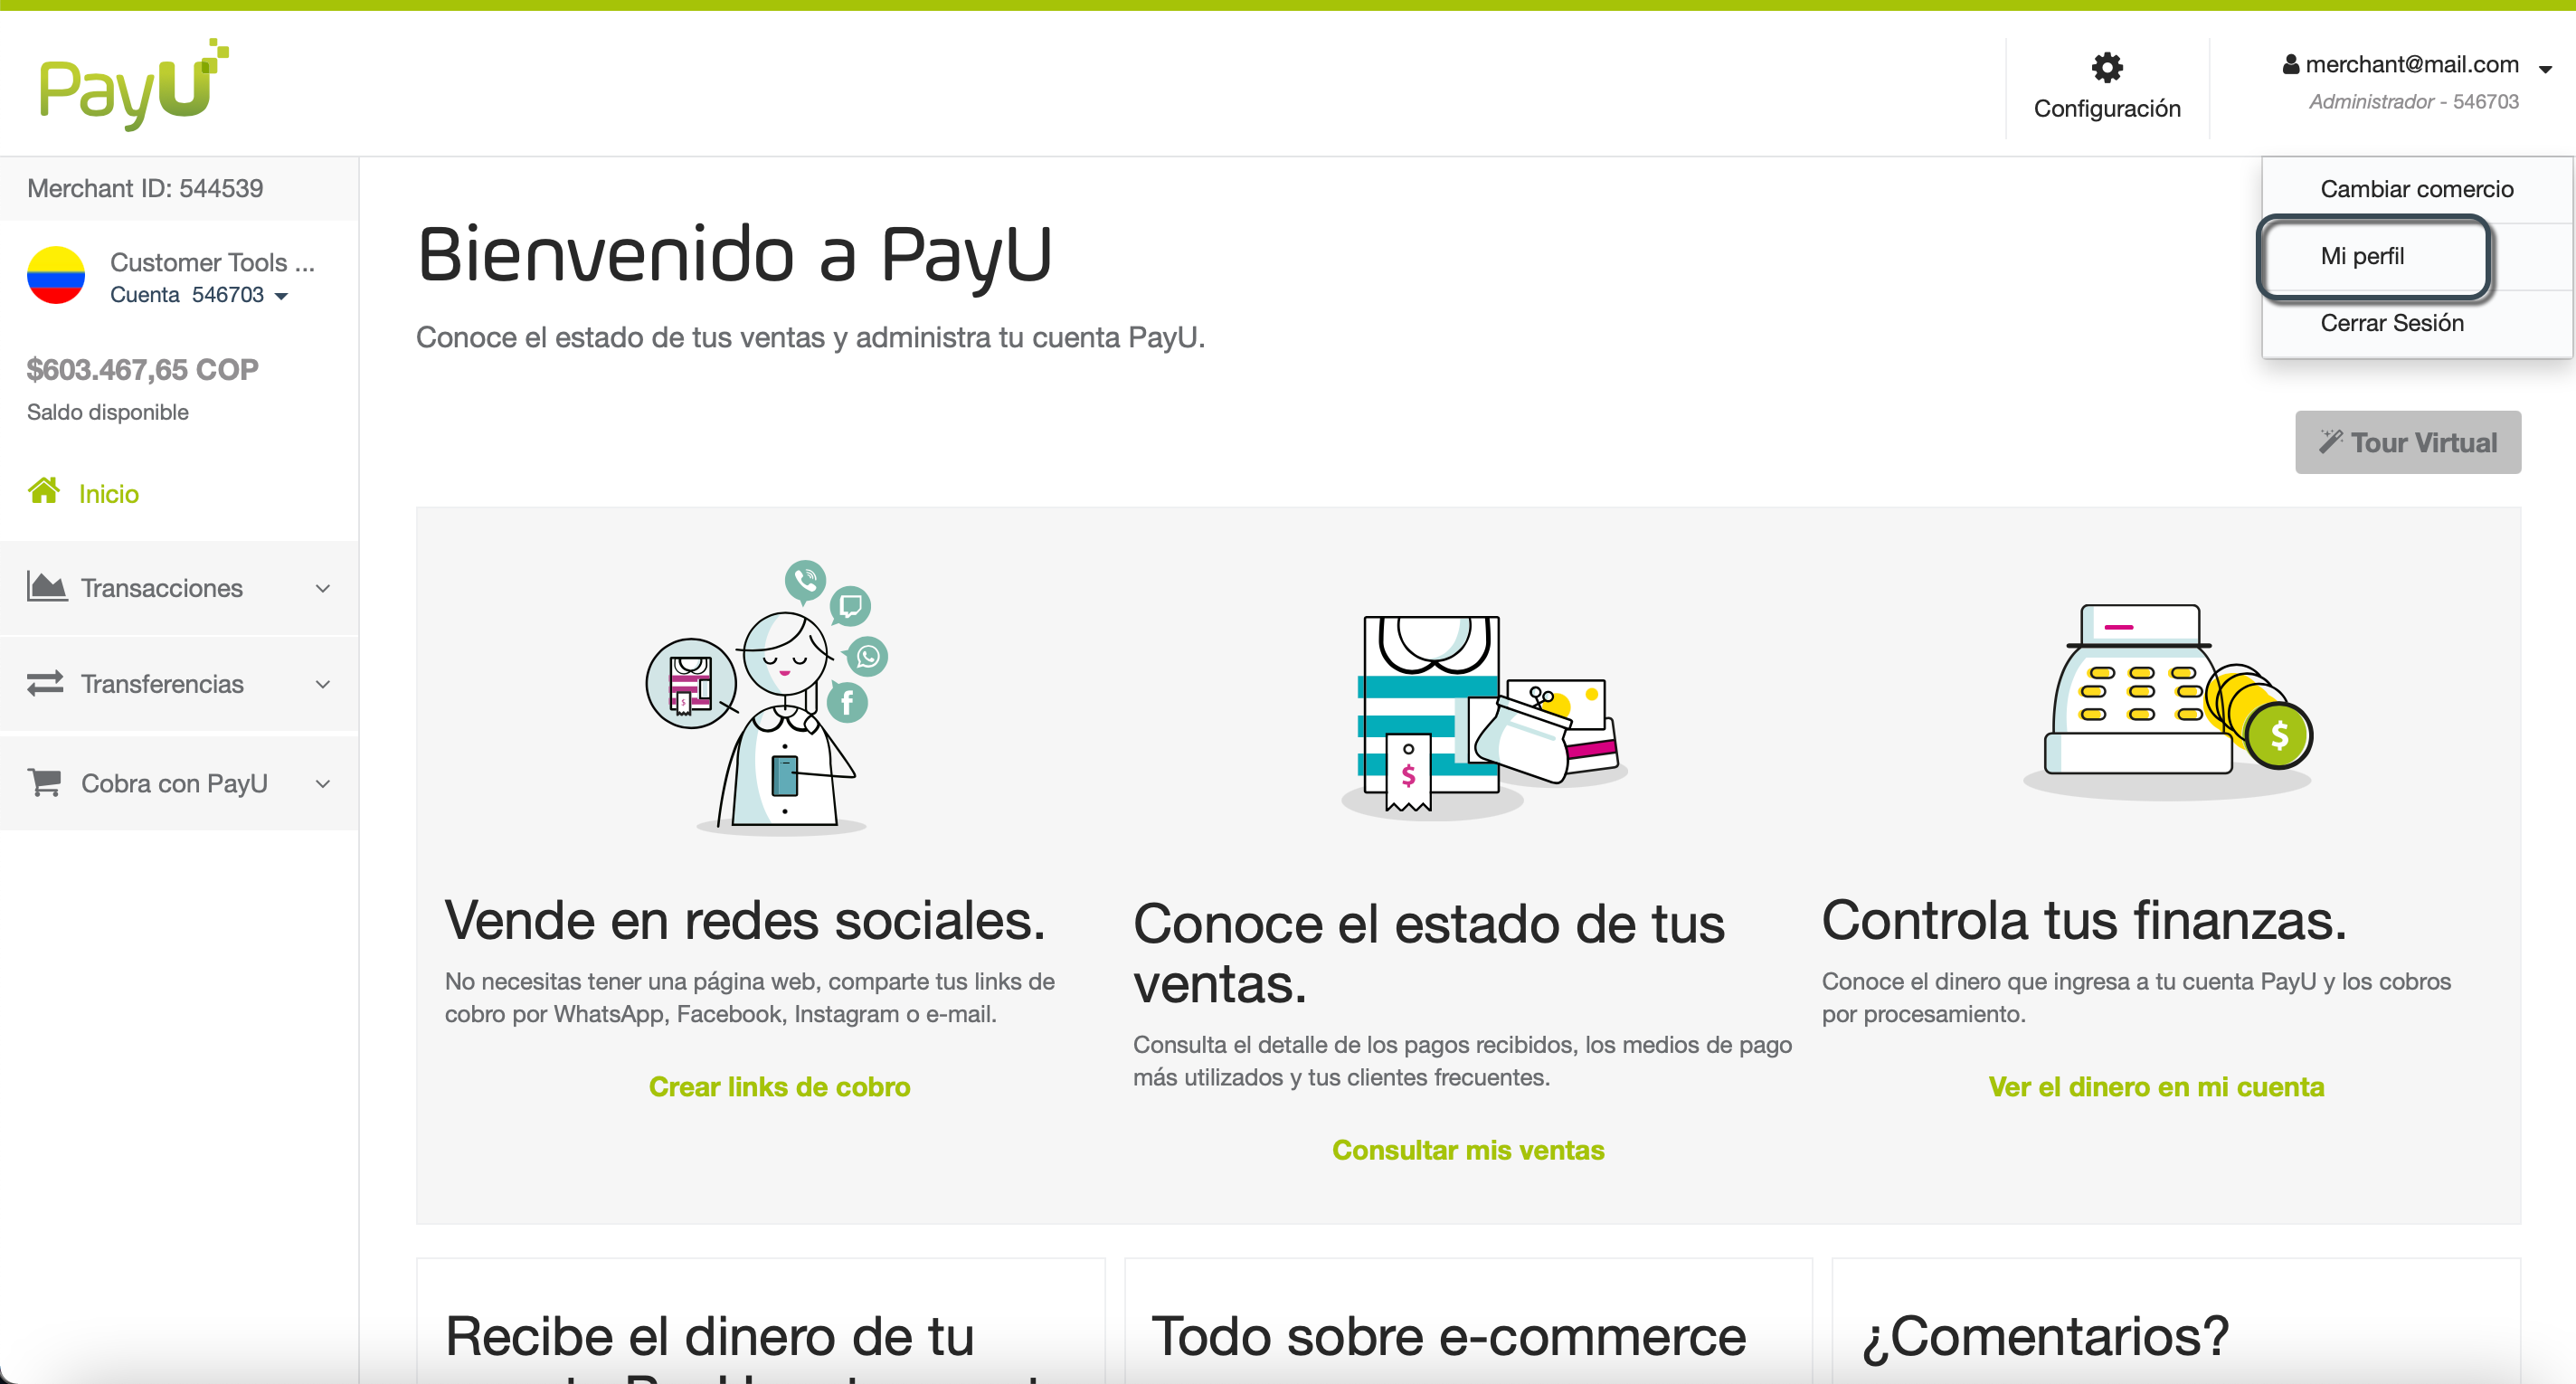 PayU
Configuración
merchant@mail.com
Administrador - 546703
Merchant ID: 544539
Customer Tools ...
Cuenta 546703
$603.467,65 COP
Saldo disponible
Inicio
Transacciones
Transferencias
Cobra con PayU
Cambiar comercio
Mi perfil
Cerrar Sesión
Bienvenido a PayU
Conoce el estado de tus ventas y administra tu cuenta PayU.
Tour Virtual
Vende en redes sociales.
No necesitas tener una página web, comparte tus links de
cobro por WhatsApp, Facebook, Instagram o e-mail.
Crear links de cobro
Conoce el estado de tus
ventas.
Consulta el detalle de los pagos recibidos, los medios de pago
más utilizados y tus clientes frecuentes.
Consultar mis ventas
Controla tus finanzas.
Conoce el dinero que ingresa a tu cuenta PayU y los cobros
por procesamiento.
Ver el dinero en mi cuenta
Recibe el dinero de tu
Todo sobre e-commerce
¿Comentarios?